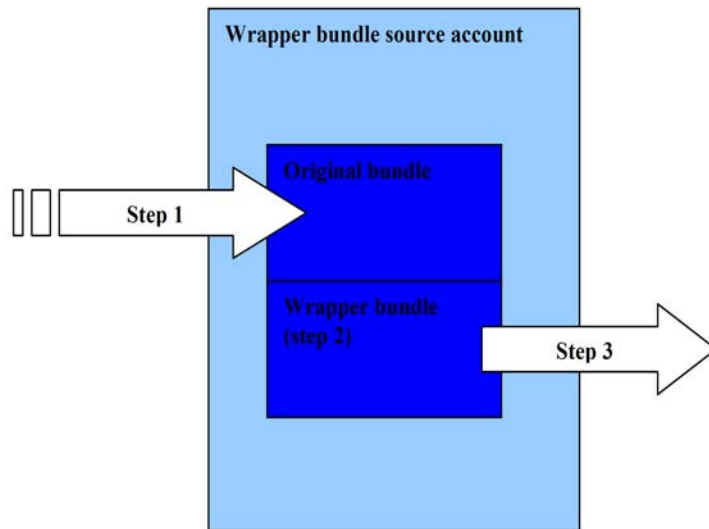 Wrapper bundle source account
Original bundle
Step 1
Wrapper bundle
(step 2)
Step 3